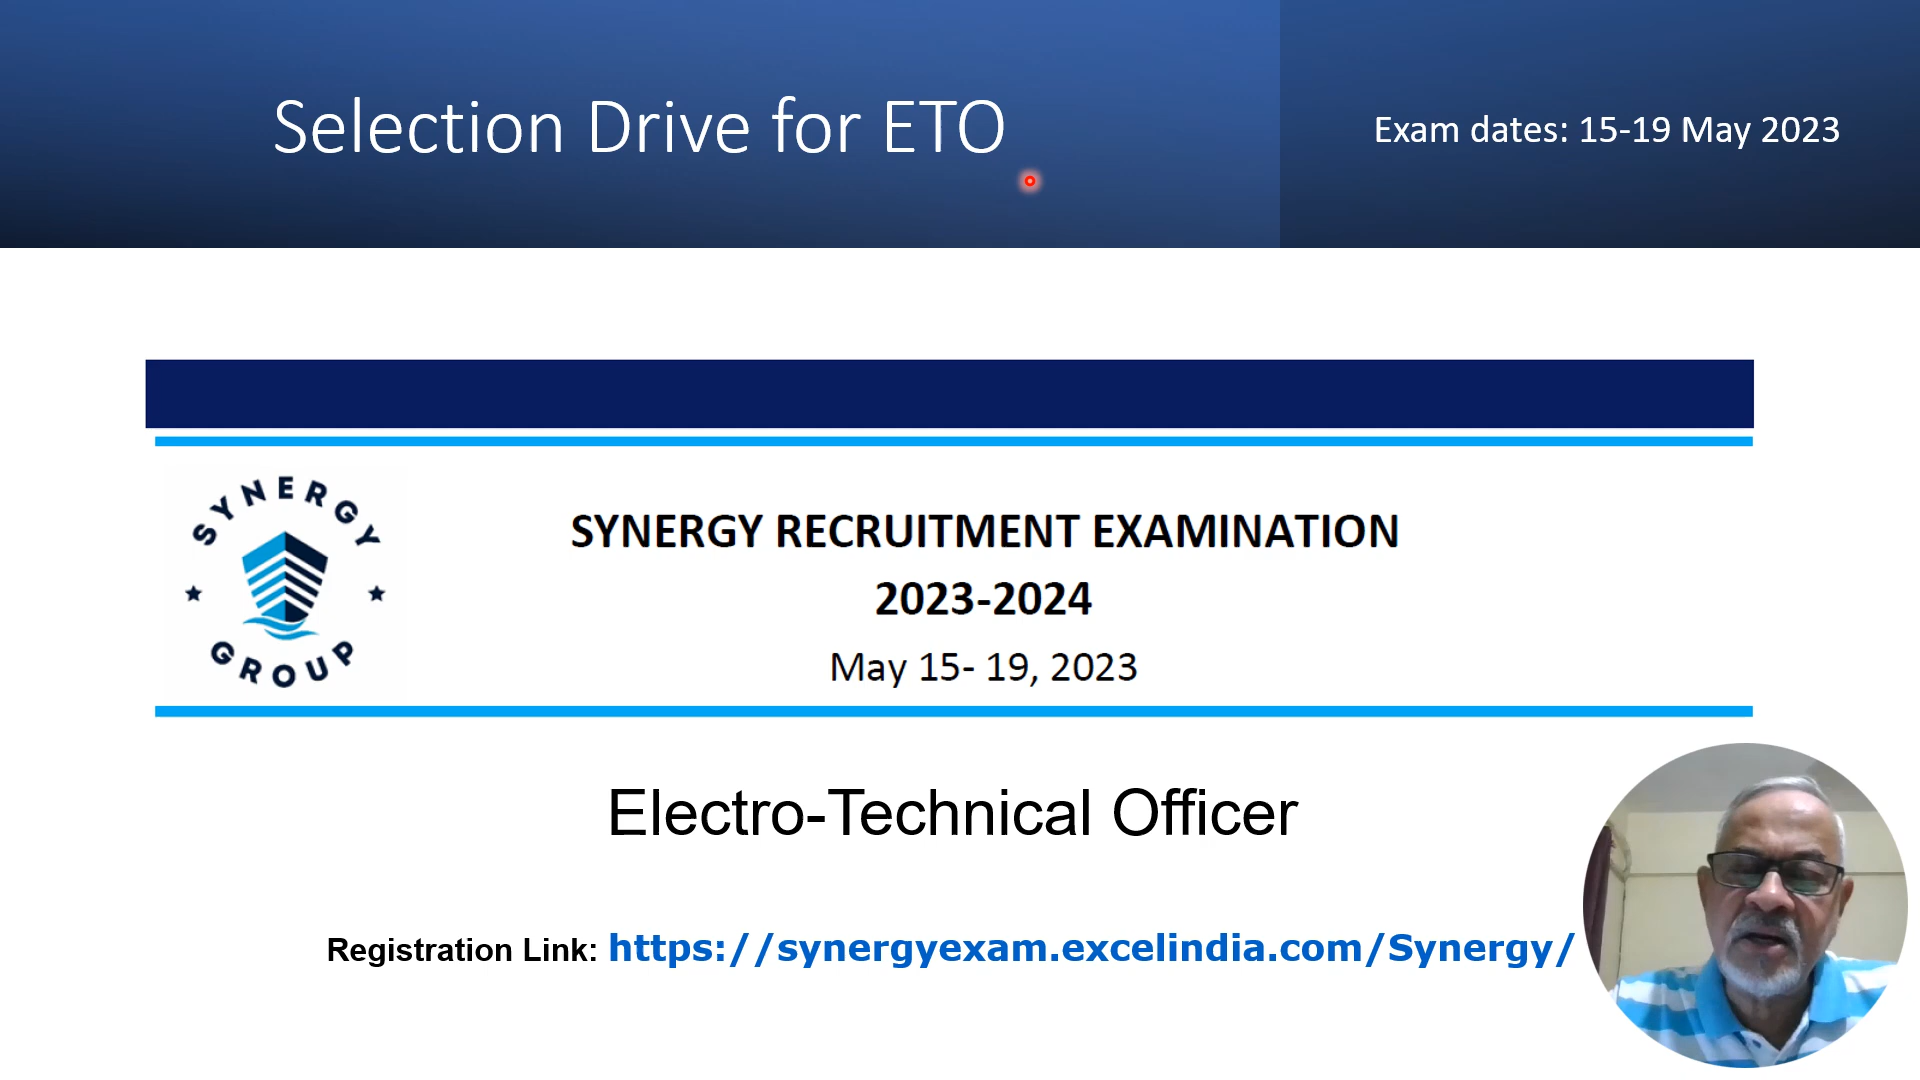 Selection Drive for ETO
Exam dates: 15-19 May 2023
SYNERGY
GROUP
SYNERGY RECRUITMENT EXAMINATION
2023-2024
May 15- 19, 2023
Electro-Technical Officer
Registration Link: https://synergyexam.excelindia.com/Synergy/